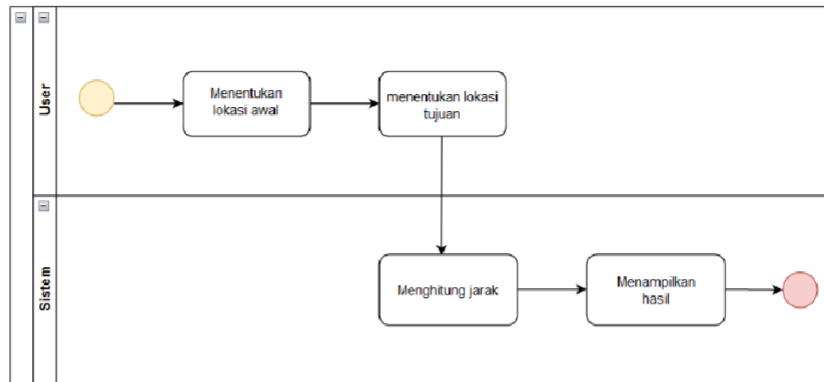 User
Menentukan
lokasi awal
menentukan lokasi
tujuan
Sistem
Menghitung jarak
Menampilkan
hasil